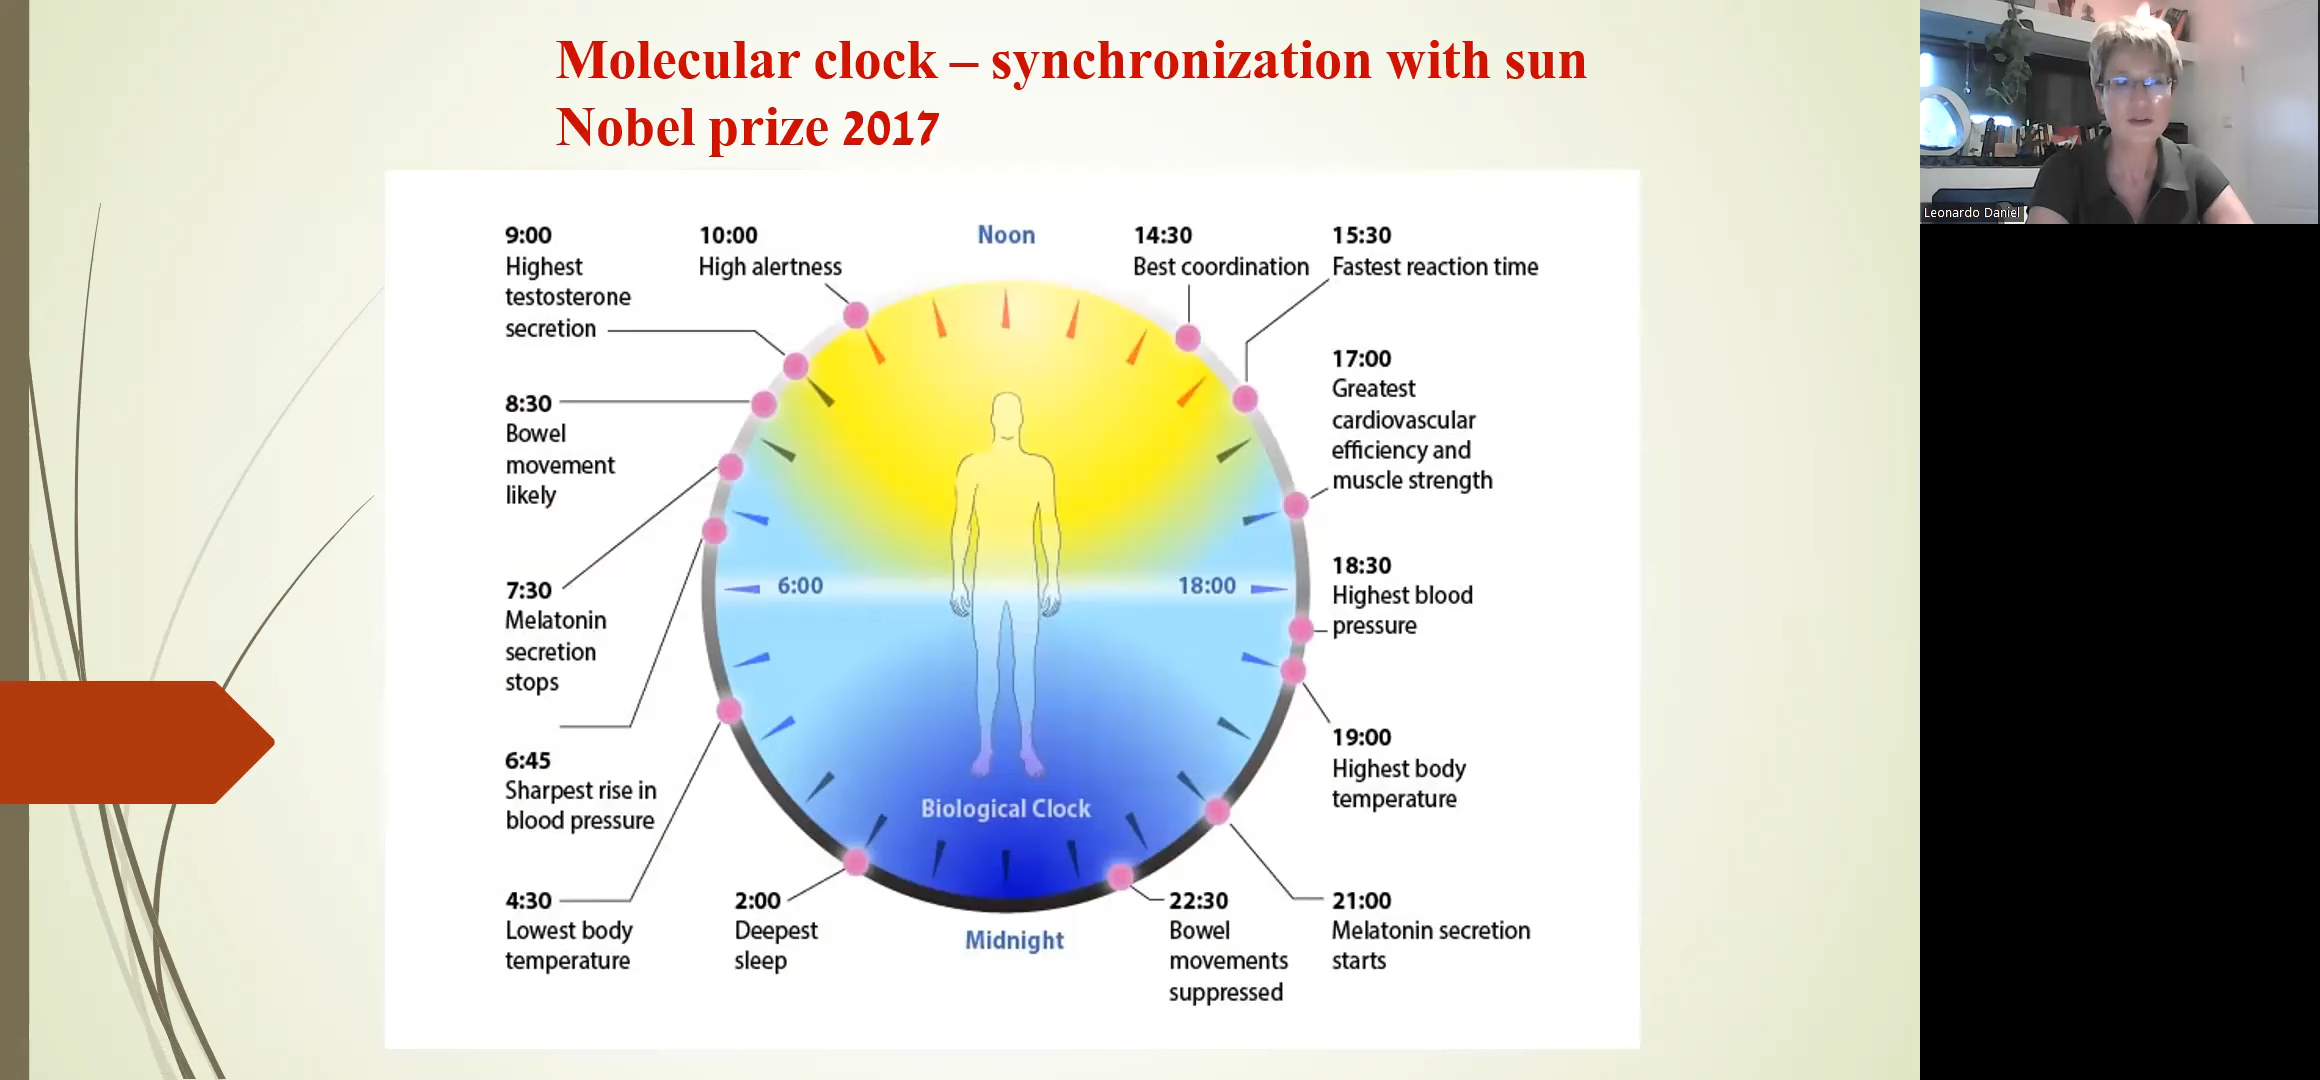 Molecular clock – synchronization with sun
Nobel prize 2017
Leonardo Daniel
9:00
Highest
testosterone
secretion
10:00
High alertness
Noon
14:30
Best coordination
15:30
Fastest reaction time
8:30
Bowel
movement
likely
17:00
Greatest
cardiovascular
efficiency and
muscle strength
7:30
Melatonin
secretion
stops
6:00
18:00
18:30
Highest blood
pressure
6:45
Sharpest rise in
blood pressure
19:00
Highest body
temperature
Biological Clock
4:30
Lowest body
temperature
2:00
Deepest
sleep
Midnight
22:30
Bowel
movements
suppressed
21:00
Melatonin secretion
starts